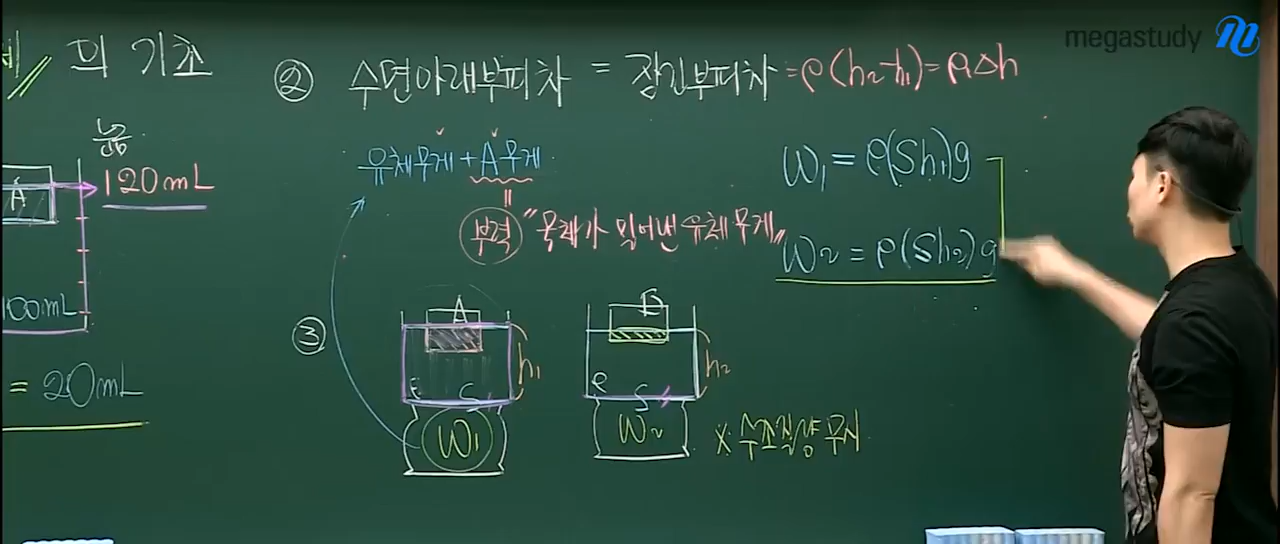 megastudy
의 기초
② 수면아래부피차 = 잠긴부피차 = ρ(h₂-h₁) = ρΔh
120mL
A
100mL
= 20mL
유체무게 + A무게
||
부력 "물체가 밀어낸 유체 무게"
W₁ = ρ(Sh₁)g
W₂ = ρ(Sh₂)g
③
A
h₁
ρ S
W₁
B
h₂
ρ S
W₂
※ 수조질량 무시